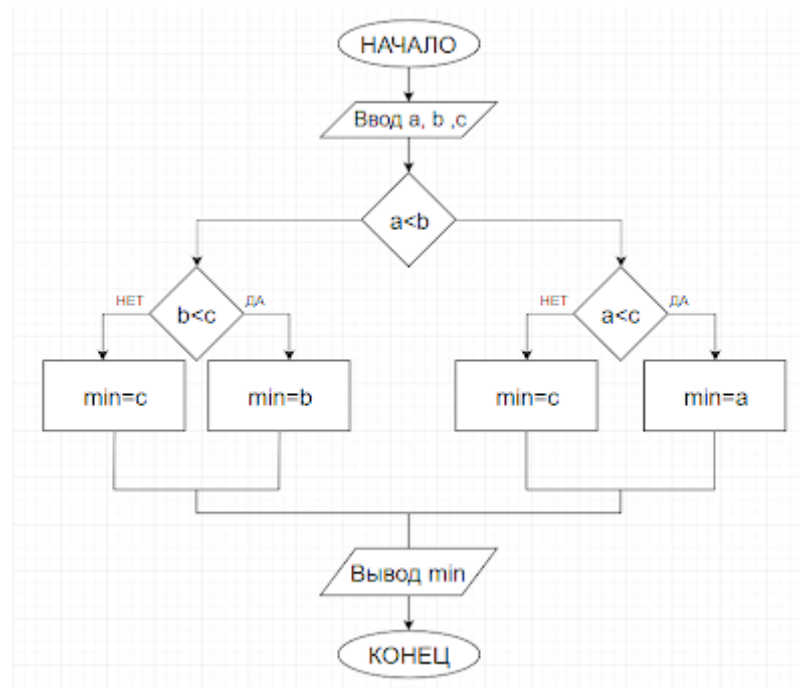 НАЧАЛО
Ввод a, b ,c
a<b
НЕТ
b<c
ДА
НЕТ
a<c
ДА
min=c
min=b
min=c
min=a
Вывод min
КОНЕЦ